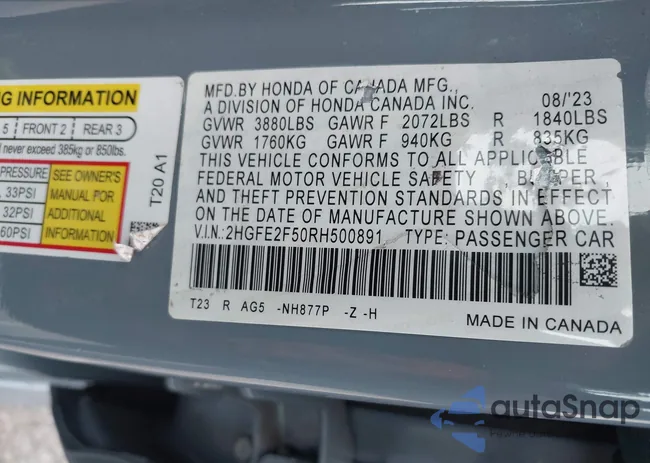 NG INFORMATION
5 FRONT 2 REAR 3
never exceed 385kg or 850lbs.
PRESSURE
, 33PSI
32PSI
60PSI
SEE OWNER'S
MANUAL FOR
ADDITIONAL
INFORMATION
T20 A1
MFD.BY HONDA OF CANADA MFG.,
A DIVISION OF HONDA CANADA INC. 08/'23
GVWR 3880LBS GAWR F 2072LBS R 1840LBS
GVWR 1760KG GAWR F 940KG R 835KG
THIS VEHICLE CONFORMS TO ALL APPLICABLE
FEDERAL MOTOR VEHICLE SAFETY, BUMPER
AND THEFT PREVENTION STANDARDS IN EFFECT
ON THE DATE OF MANUFACTURE SHOWN ABOVE.
V.I.N.: 2HGFE2F50RH500891 TYPE: PASSENGER CAR
T23 R AG5 -NH877P -Z -H
MADE IN CANADA
autoSnap